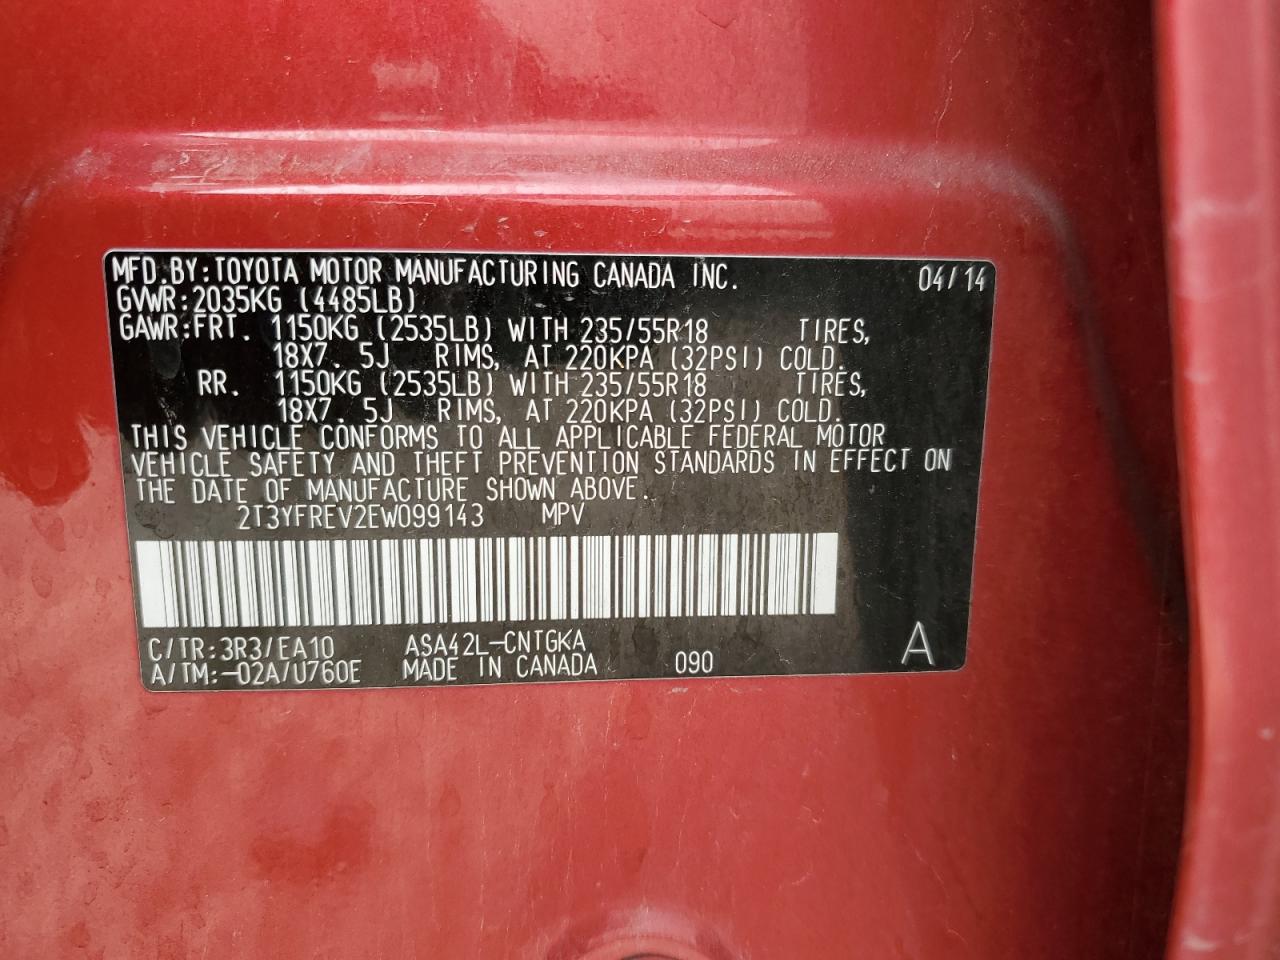 MFD.BY:TOYOTA MOTOR MANUFACTURING CANADA INC. 04/14
GVWR:2035KG (4485LB)
GAWR:FRT. 1150KG (2535LB) WITH 235/55R18 TIRES,
18X7.5J RIMS, AT 220KPA (32PSI) COLD.
RR. 1150KG (2535LB) WITH 235/55R18 TIRES,
18X7.5J RIMS, AT 220KPA (32PSI) COLD.
THIS VEHICLE CONFORMS TO ALL APPLICABLE FEDERAL MOTOR
VEHICLE SAFETY AND THEFT PREVENTION STANDARDS IN EFFECT ON
THE DATE OF MANUFACTURE SHOWN ABOVE.
2T3YFREV2EW099143 MPV
C/TR:3R3/EA10 ASA42L-CNTGKA
A/TM:-02A/U760E MADE IN CANADA 090 A